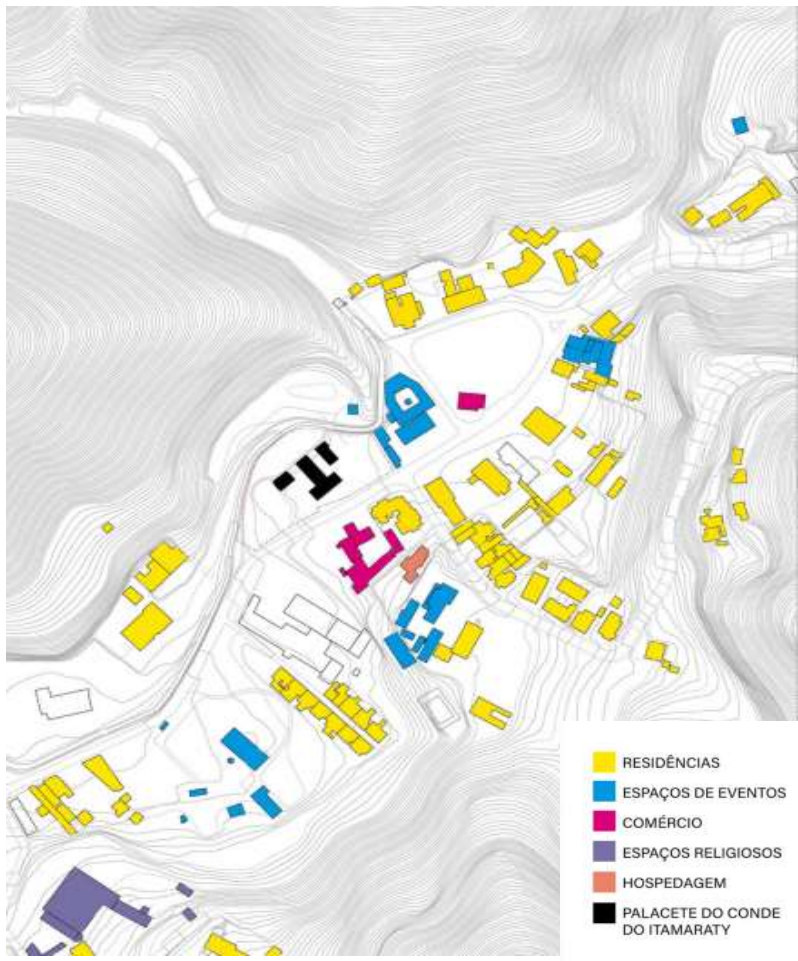 RESIDÊNCIAS
ESPAÇOS DE EVENTOS
COMÉRCIO
ESPAÇOS RELIGIOSOS
HOSPEDAGEM
PALACETE DO CONDE
DO ITAMARATY